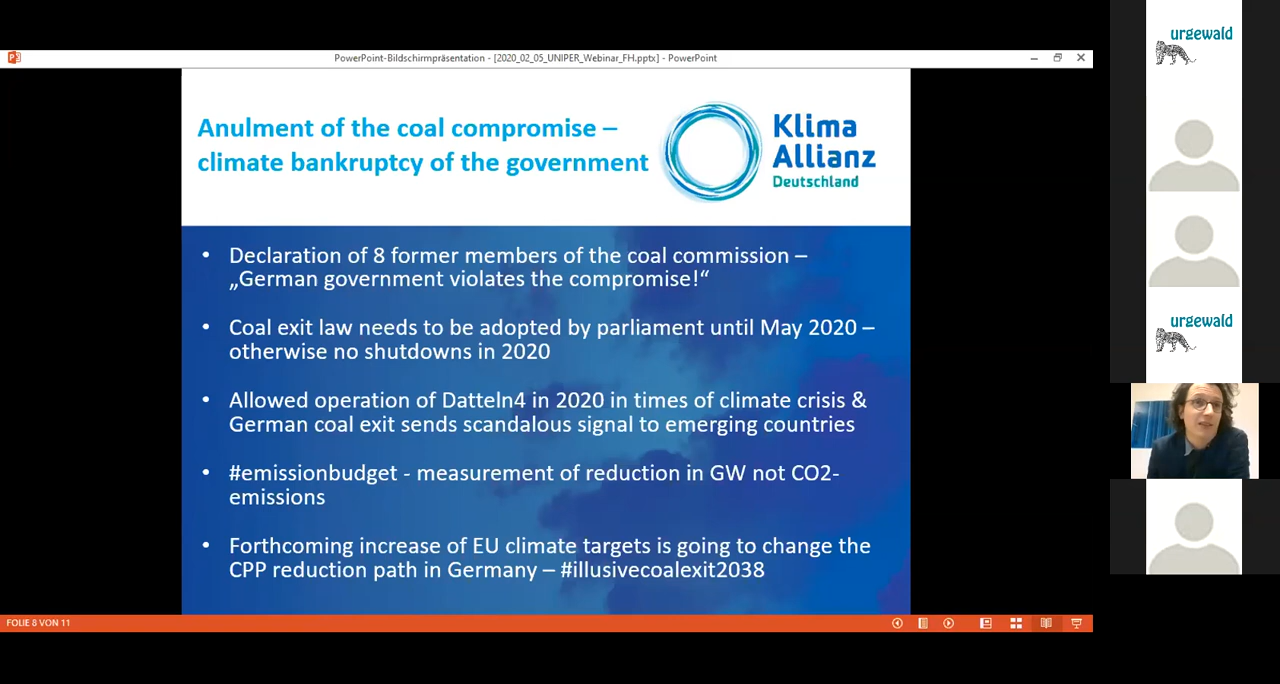 PowerPoint-Bildschirmpräsentation - [2020_02_05_UNIPER_Webinar_FH.pptx] - PowerPoint
Anulment of the coal compromise –
climate bankruptcy of the government
Klima
Allianz
Deutschland
• Declaration of 8 former members of the coal commission –
„German government violates the compromise!“
• Coal exit law needs to be adopted by parliament until May 2020 –
otherwise no shutdowns in 2020
• Allowed operation of Datteln4 in 2020 in times of climate crisis &
German coal exit sends scandalous signal to emerging countries
• #emissionbudget - measurement of reduction in GW not CO2-
emissions
• Forthcoming increase of EU climate targets is going to change the
CPP reduction path in Germany – #illusivecoalexit2038
FOLIE 8 VON 11
urgewald
urgewald